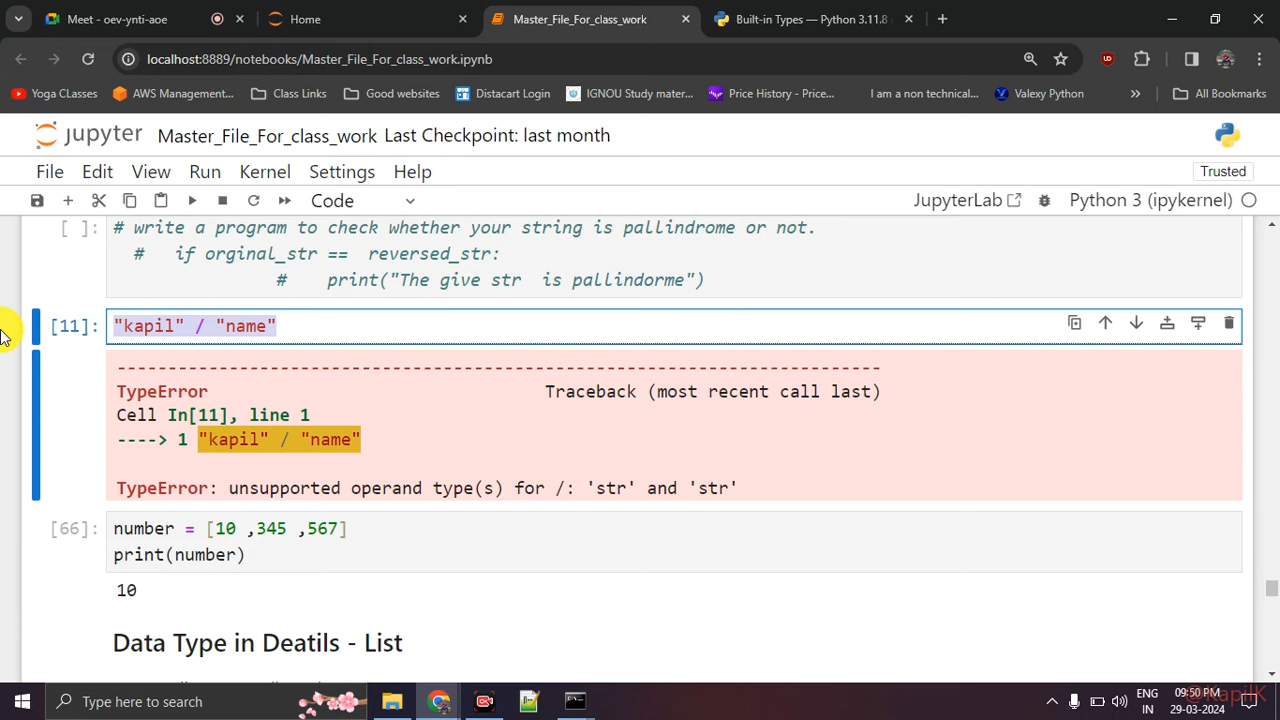 Meet - oev-ynti-aoe
Home
Master_File_For_class_work
Built-in Types — Python 3.11.8
localhost:8889/notebooks/Master_File_For_class_work.ipynb
Yoga CLasses
AWS Management...
Class Links
Good websites
Distacart Login
IGNOU Study mater...
Price History - Price...
I am a non technical...
Valexy Python
All Bookmarks
jupyter Master_File_For_class_work Last Checkpoint: last month
File Edit View Run Kernel Settings Help
Trusted
Code
JupyterLab
Python 3 (ipykernel)
[ ]: # write a program to check whether your string is pallindrome or not.
#   if orginal_str ==  reversed_str:
#    print("The give str  is pallindorme")
[11]: "kapil" / "name"
---------------------------------------------------------------------------
TypeError                                 Traceback (most recent call last)
Cell In[11], line 1
----> 1 "kapil" / "name"
TypeError: unsupported operand type(s) for /: 'str' and 'str'
[66]: number = [10 ,345 ,567]
print(number)
10
Data Type in Deatils - List
Type here to search
ENG
IN
09:50 PM
29-03-2024
@KapilK